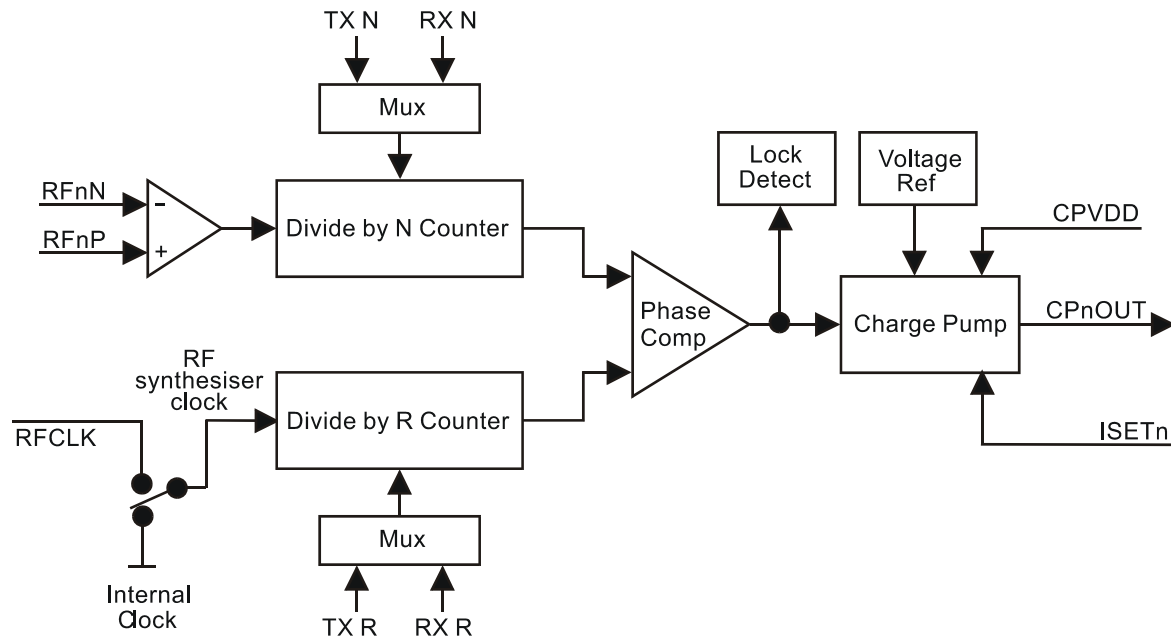 TX N
RX N
Mux
RFnN
RFnP
−
+
Divide by N Counter
Lock
Detect
Voltage
Ref
CPVDD
Phase
Comp
Charge Pump
CPnOUT
RF
synthesiser
clock
Divide by R Counter
RFCLK
ISETn
Mux
Internal
Clock
TX R
RX R